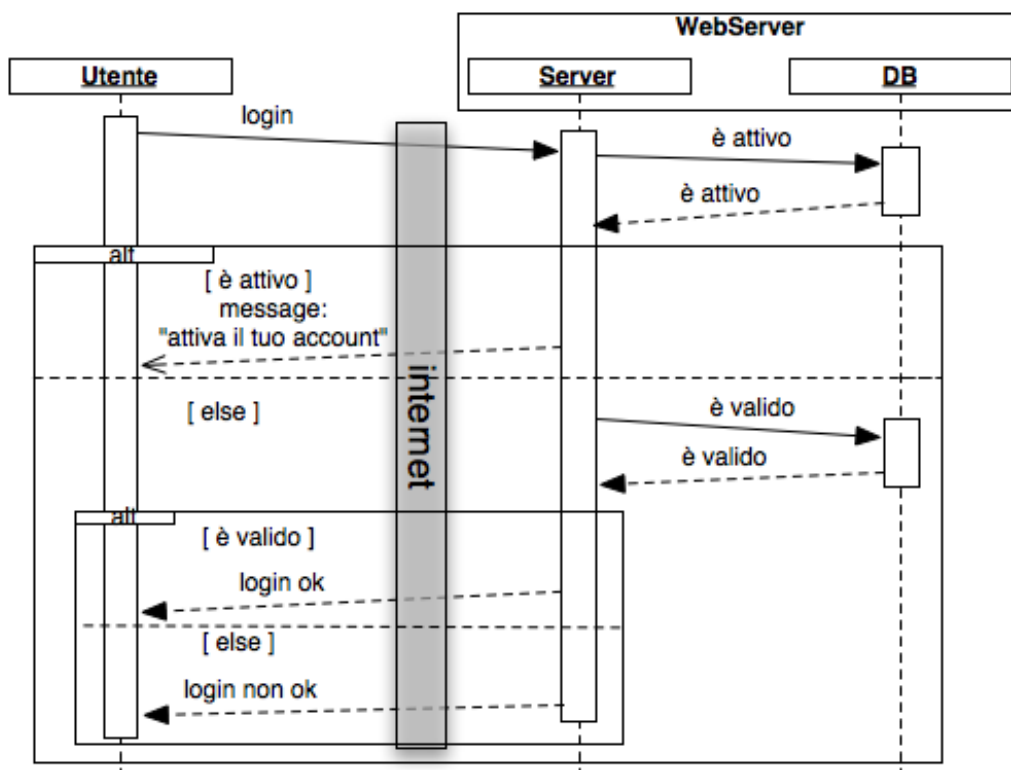 WebServer
Utente
Server
DB
login
è attivo
è attivo
alt
[ è attivo ]
message:
"attiva il tuo account"
internet
[ else ]
è valido
è valido
alt
[ è valido ]
login ok
[ else ]
login non ok